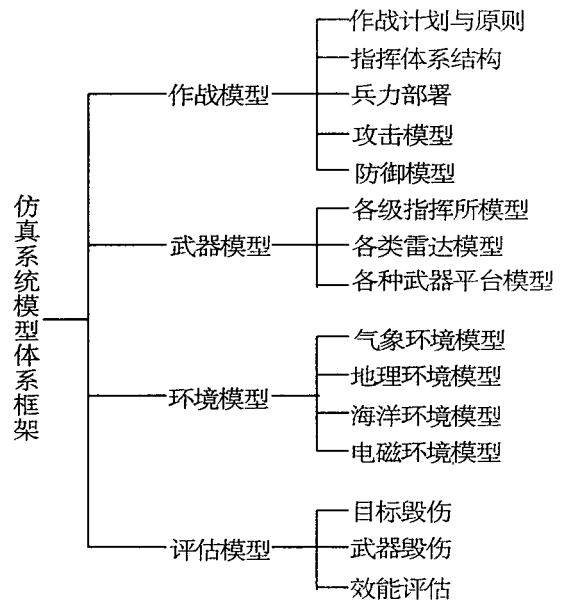 仿真系统模型体系框架
作战模型
作战计划与原则
指挥体系结构
兵力部署
攻击模型
防御模型
武器模型
各级指挥所模型
各类雷达模型
各种武器平台模型
环境模型
气象环境模型
地理环境模型
海洋环境模型
电磁环境模型
评估模型
目标毁伤
武器毁伤
效能评估